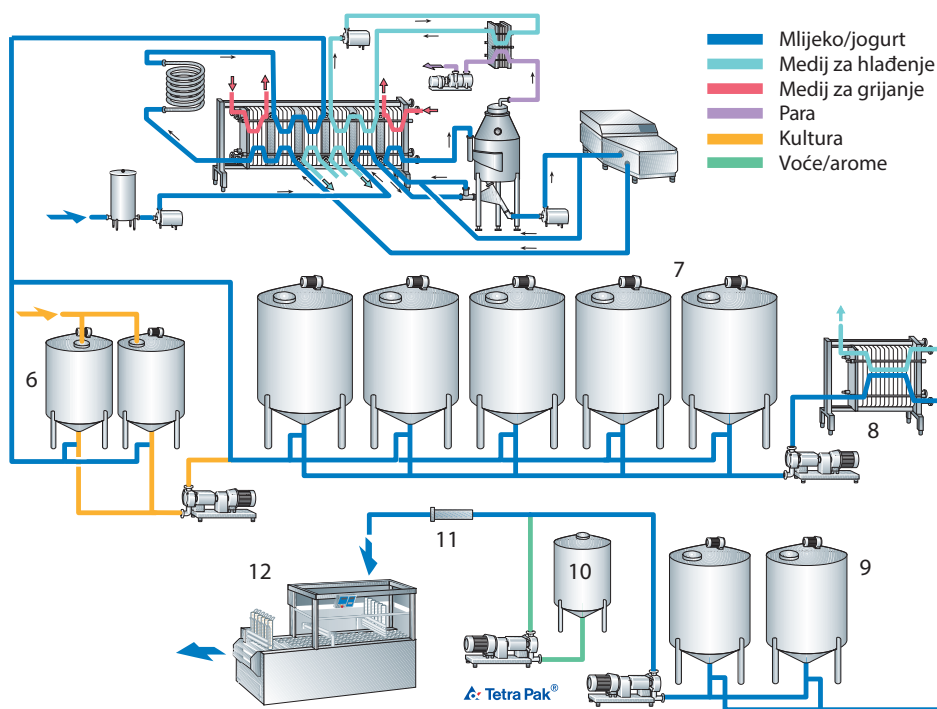 Mlijeko/jogurt
Medij za hlađenje
Medij za grijanje
Para
Kultura
Voće/arome
7
6
8
11
12
10
9
Tetra Pak®